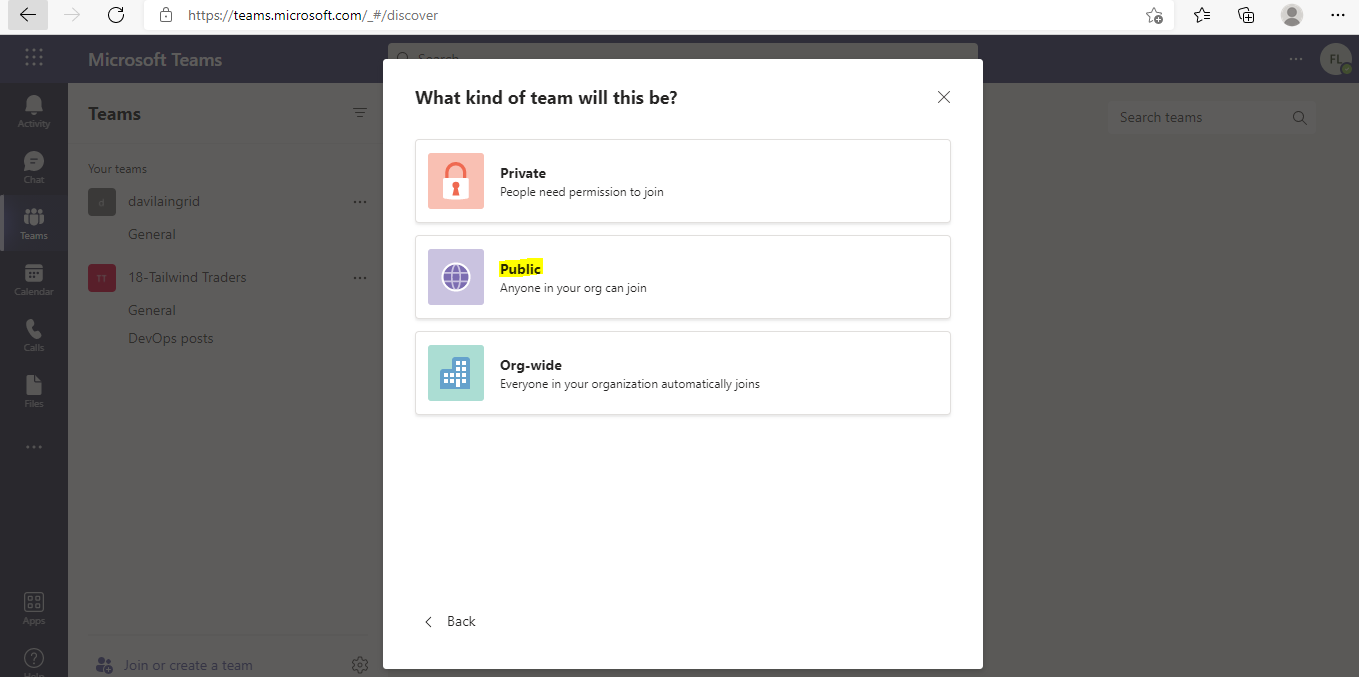 https://teams.microsoft.com/_#/discover
Microsoft Teams
Search
FL
Activity
Chat
Teams
Calendar
Calls
Files
Apps
Help
Teams
Your teams
d
davilaingrid
General
TT
18-Tailwind Traders
General
DevOps posts
Join or create a team
Search teams
What kind of team will this be?
Private
People need permission to join
Public
Anyone in your org can join
Org-wide
Everyone in your organization automatically joins
Back